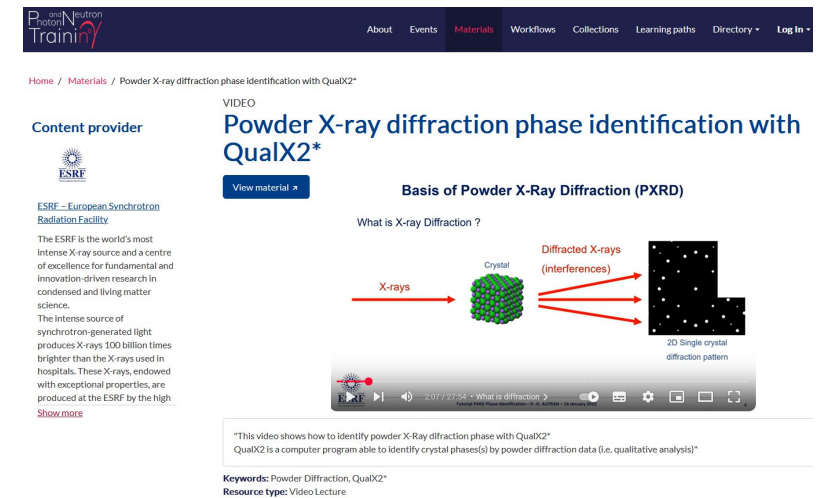 Photon and Neutron
Training
About Events Materials Workflows Collections Learning paths Directory Log In
Home / Materials / Powder X-ray diffraction phase identification with QualX2*
Content provider
ESRF
ESRF – European Synchrotron
Radiation Facility
The ESRF is the world's most
intense X-ray source and a centre
of excellence for fundamental and
innovation-driven research in
condensed and living matter
science.
The intense source of
synchrotron-generated light
produces X-rays 100 billion times
brighter than the X-rays used in
hospitals. These X-rays, endowed
with exceptional properties, are
produced at the ESRF by the high
Show more
VIDEO
Powder X-ray diffraction phase identification with
QualX2*
View material
Basis of Powder X-Ray Diffraction (PXRD)
What is X-ray Diffraction ?
X-rays
Crystal
Diffracted X-rays
(interferences)
2D Single crystal
diffraction pattern
ESRF
2:07 / 27:54 • What is diffraction >
"This video shows how to identify powder X-Ray difraction phase with QualX2*
QualX2 is a computer program able to identify crystal phases(s) by powder diffraction data (i.e. qualitative analysis)"
Keywords: Powder Diffraction, QualX2*
Resource type: Video Lecture